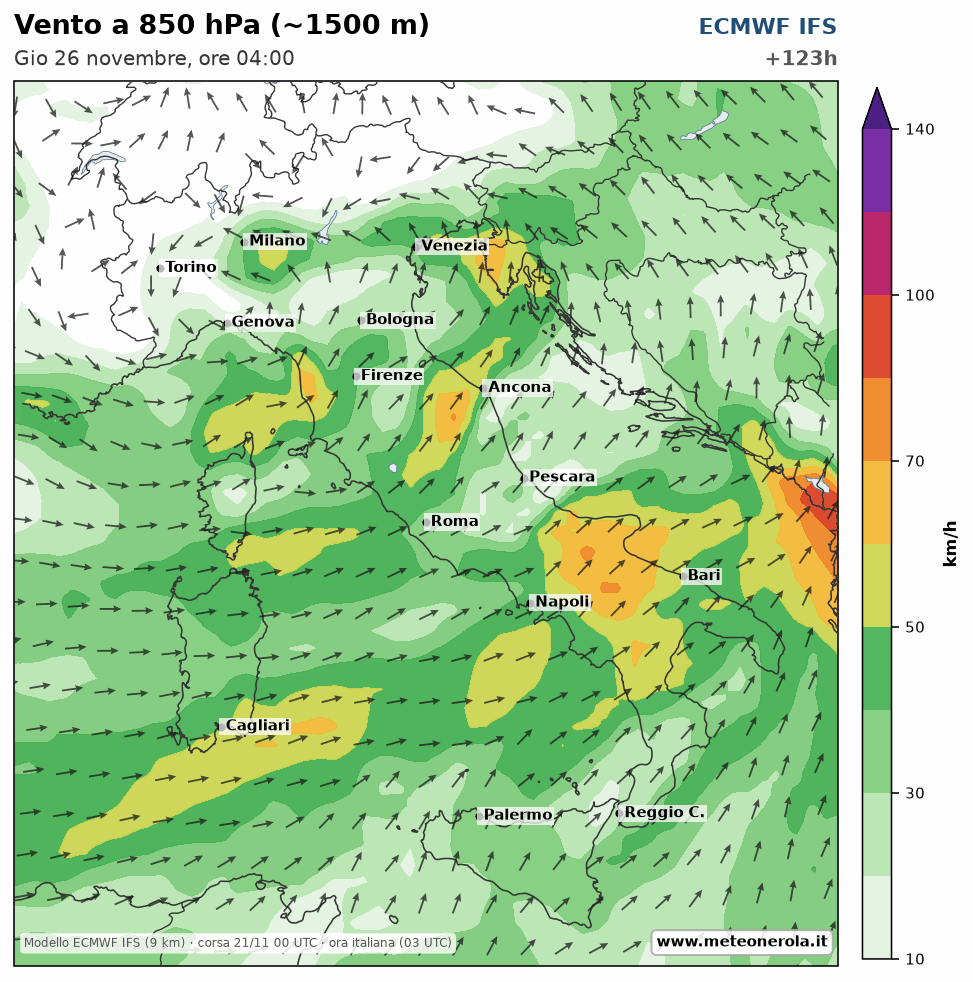 Vento a 850 hPa (~1500 m)
ECMWF IFS
Gio 26 novembre, ore 04:00
+123h
140
100
70
50
30
10
km/h
Milano
Venezia
Torino
Genova
Bologna
Firenze
Ancona
Pescara
Roma
Bari
Napoli
Cagliari
Palermo
Reggio C.
Modello ECMWF IFS (9 km) · corsa 21/11 00 UTC · ora italiana (03 UTC)
www.meteonerola.it